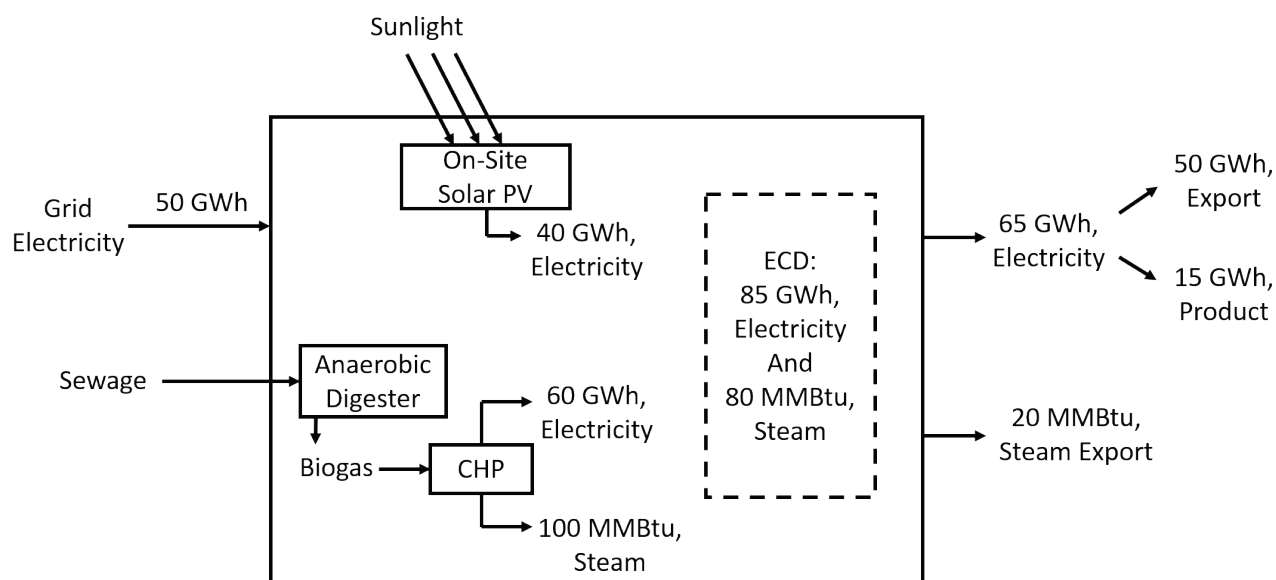 Sunlight
On-Site
Solar PV
50 GWh
Grid
Electricity
40 GWh,
Electricity
ECD:
85 GWh,
Electricity
And
80 MMBtu,
Steam
65 GWh,
Electricity
50 GWh,
Export
15 GWh,
Product
Sewage
Anaerobic
Digester
Biogas
CHP
60 GWh,
Electricity
100 MMBtu,
Steam
20 MMBtu,
Steam Export